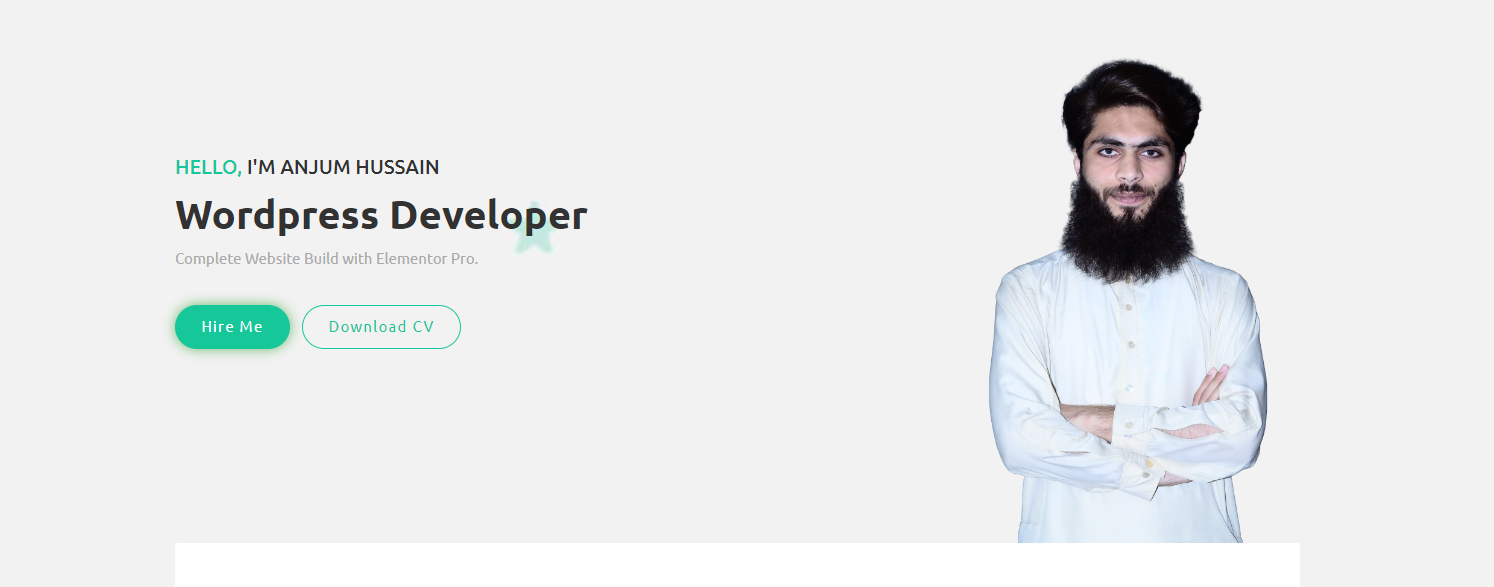 HELLO, I'M ANJUM HUSSAIN
Wordpress Developer
Complete Website Build with Elementor Pro.
Hire Me
Download CV